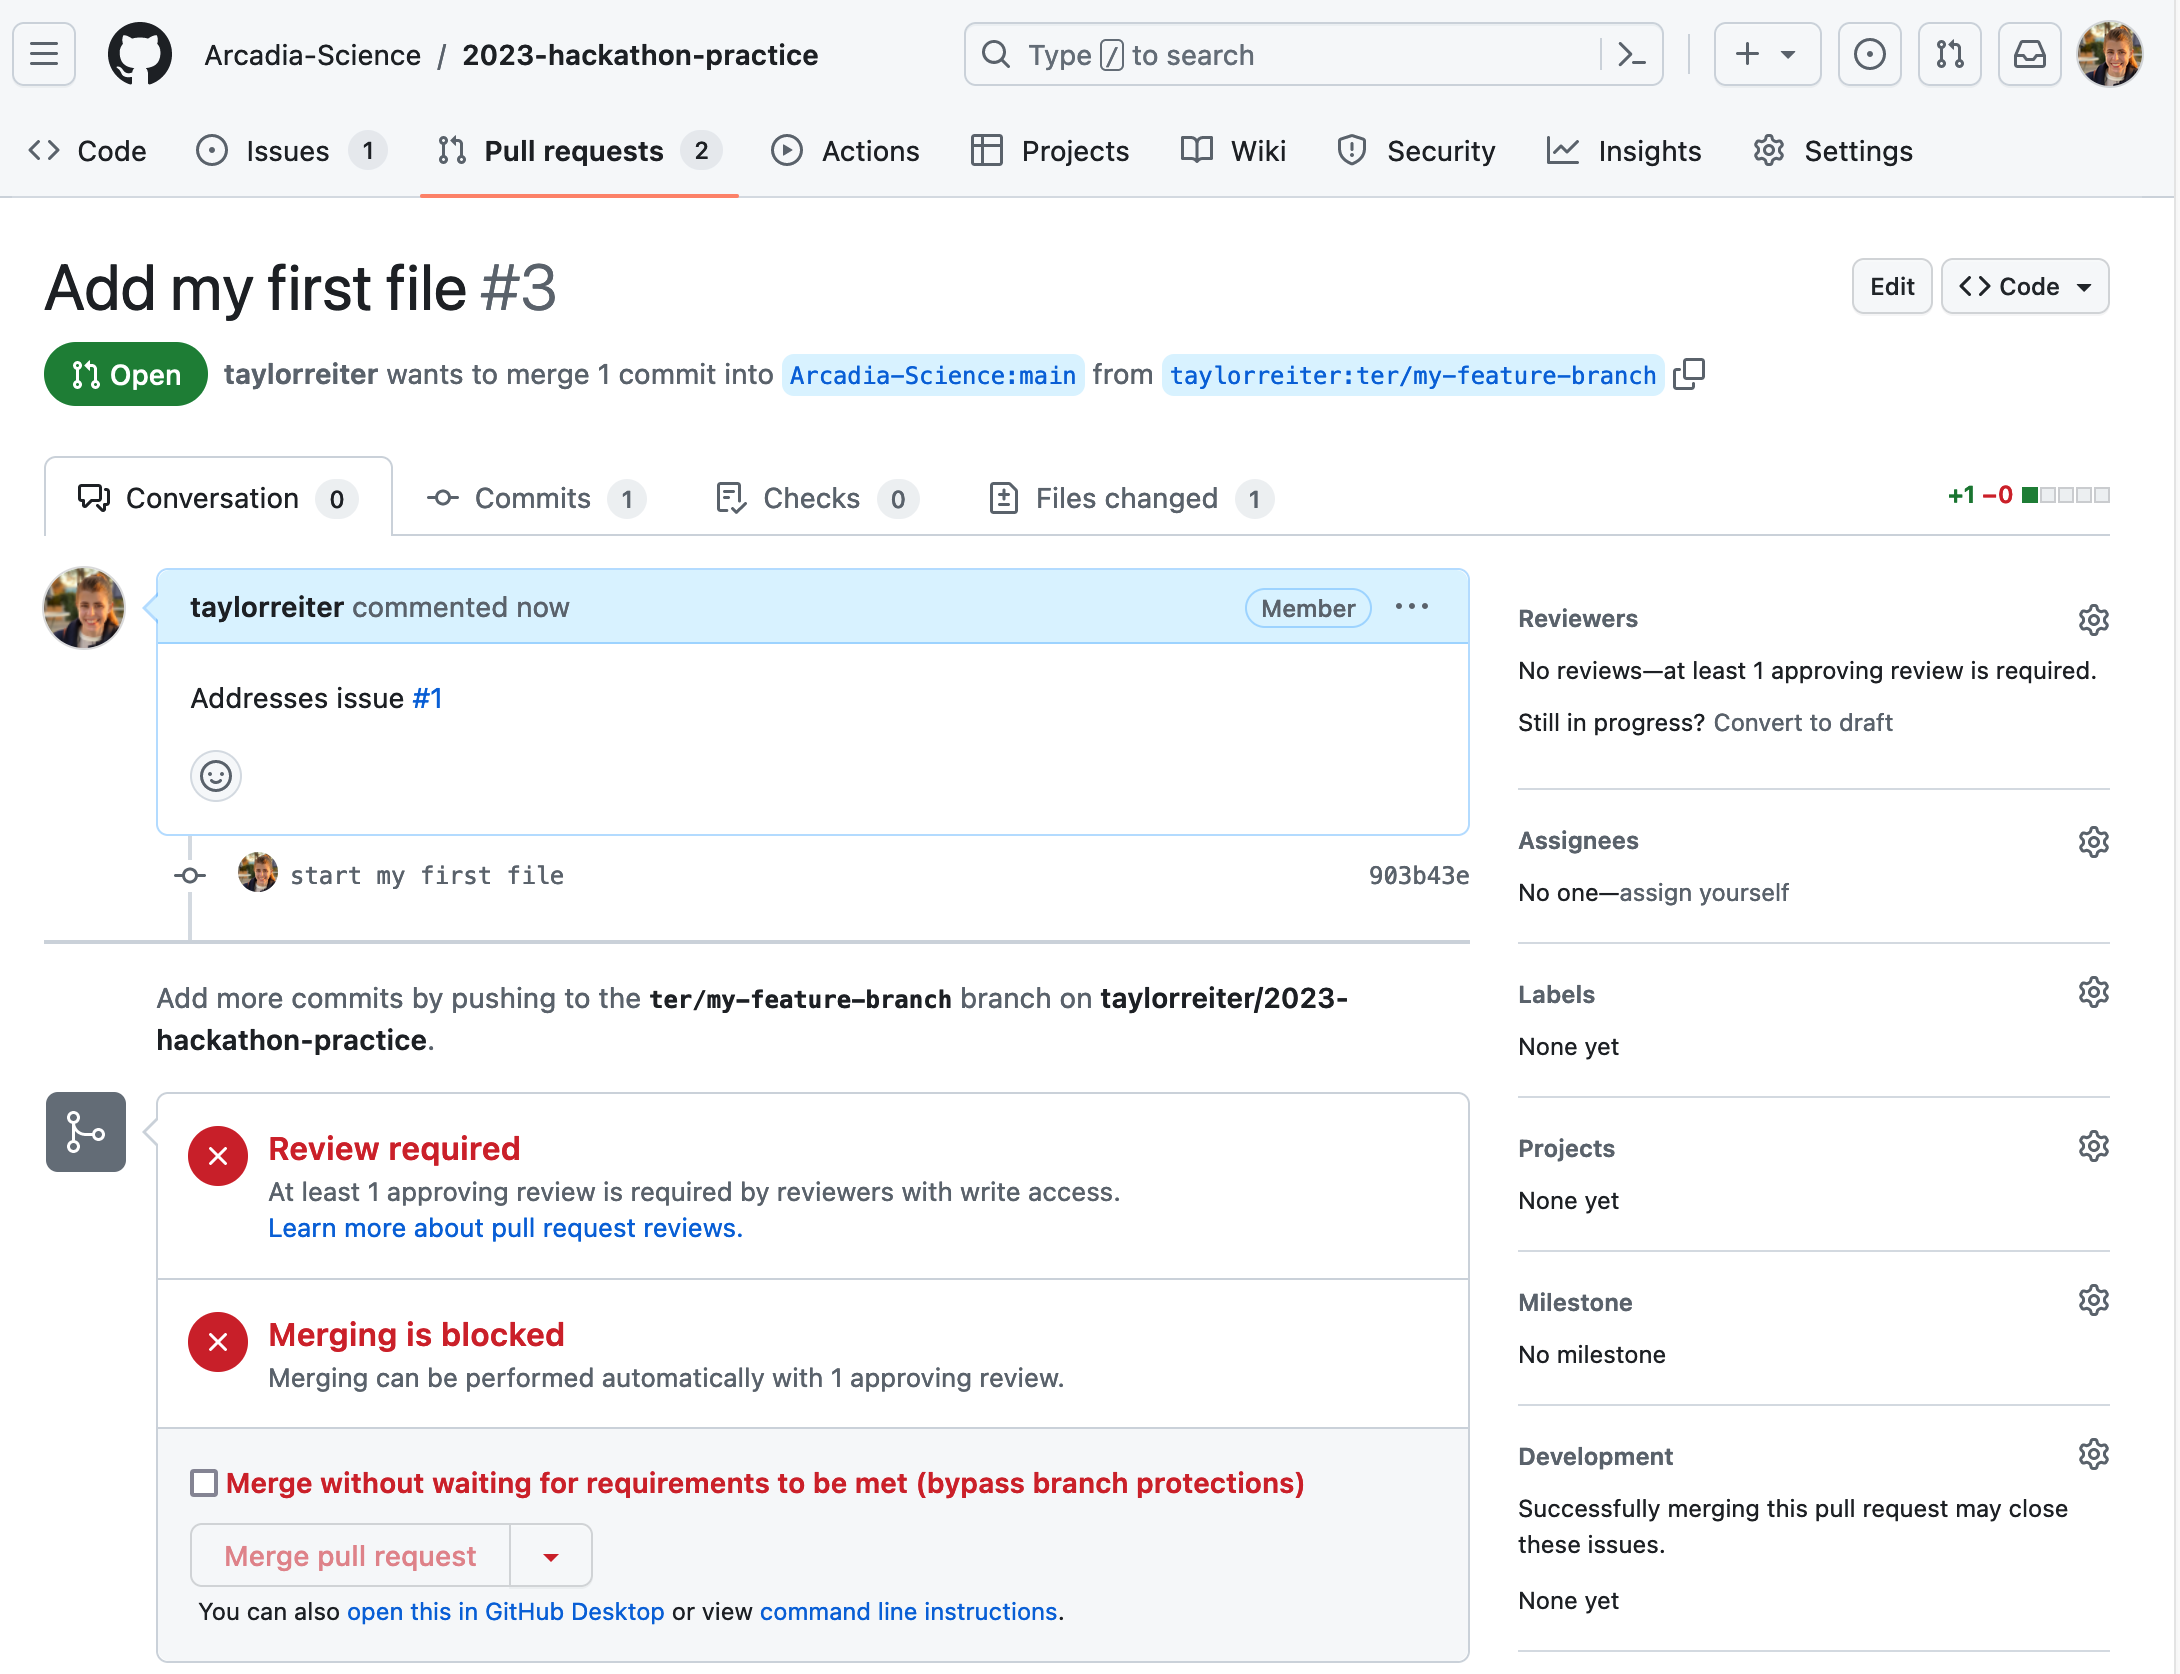 Arcadia-Science / 2023-hackathon-practice
Type / to search
Code
Issues 1
Pull requests 2
Actions
Projects
Wiki
Security
Insights
Settings
Add my first file #3
Edit
Code
Open
taylorreiter wants to merge 1 commit into Arcadia-Science:main from taylorreiter:ter/my-feature-branch
Conversation 0
Commits 1
Checks 0
Files changed 1
+1 −0
taylorreiter commented now
Member
Addresses issue #1
start my first file
903b43e
Add more commits by pushing to the ter/my-feature-branch branch on taylorreiter/2023-
hackathon-practice.
Review required
At least 1 approving review is required by reviewers with write access.
Learn more about pull request reviews.
Merging is blocked
Merging can be performed automatically with 1 approving review.
Merge without waiting for requirements to be met (bypass branch protections)
Merge pull request
You can also open this in GitHub Desktop or view command line instructions.
Reviewers
No reviews—at least 1 approving review is required.
Still in progress? Convert to draft
Assignees
No one—assign yourself
Labels
None yet
Projects
None yet
Milestone
No milestone
Development
Successfully merging this pull request may close
these issues.
None yet